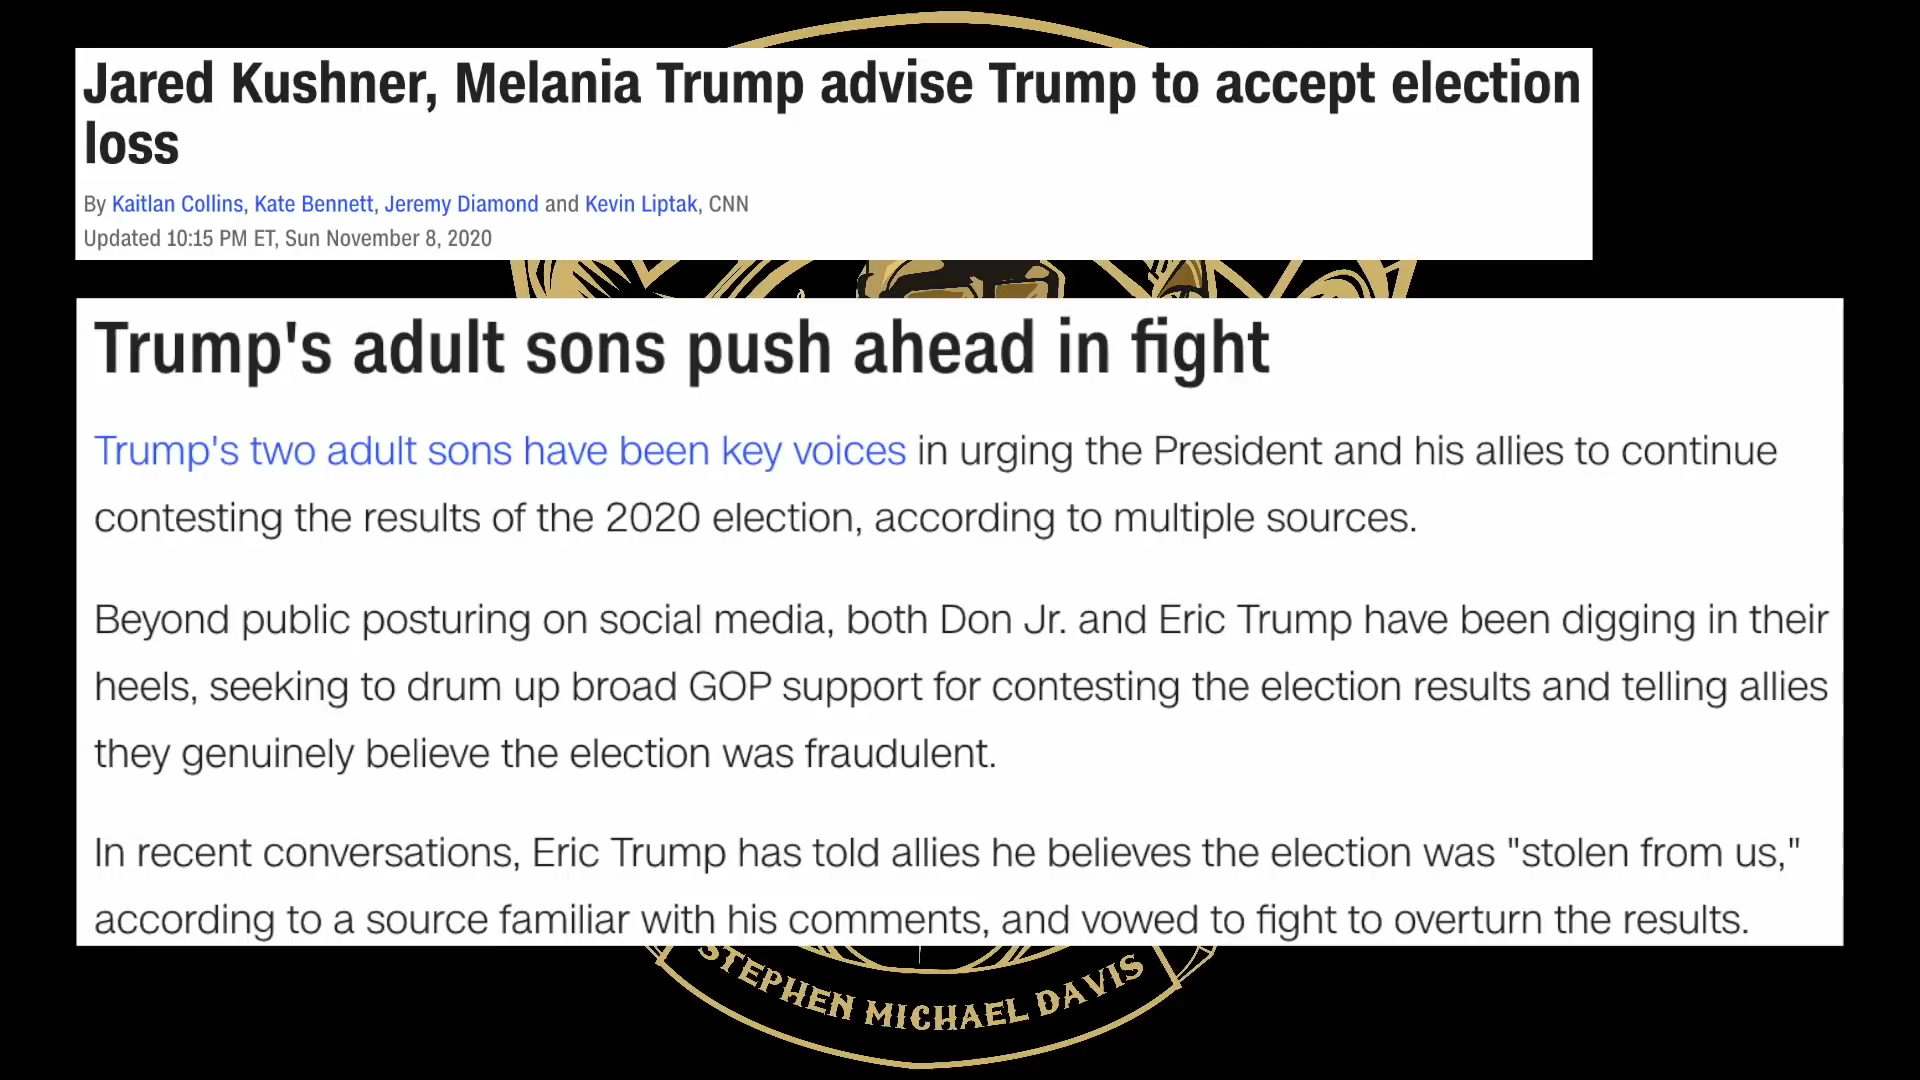 Jared Kushner, Melania Trump advise Trump to accept election
loss
By Kaitlan Collins, Kate Bennett, Jeremy Diamond and Kevin Liptak, CNN
Updated 10:15 PM ET, Sun November 8, 2020
Trump's adult sons push ahead in fight
Trump's two adult sons have been key voices in urging the President and his allies to continue
contesting the results of the 2020 election, according to multiple sources.
Beyond public posturing on social media, both Don Jr. and Eric Trump have been digging in their
heels, seeking to drum up broad GOP support for contesting the election results and telling allies
they genuinely believe the election was fraudulent.
In recent conversations, Eric Trump has told allies he believes the election was "stolen from us,"
according to a source familiar with his comments, and vowed to fight to overturn the results.
STEPHEN MICHAEL DAVIS